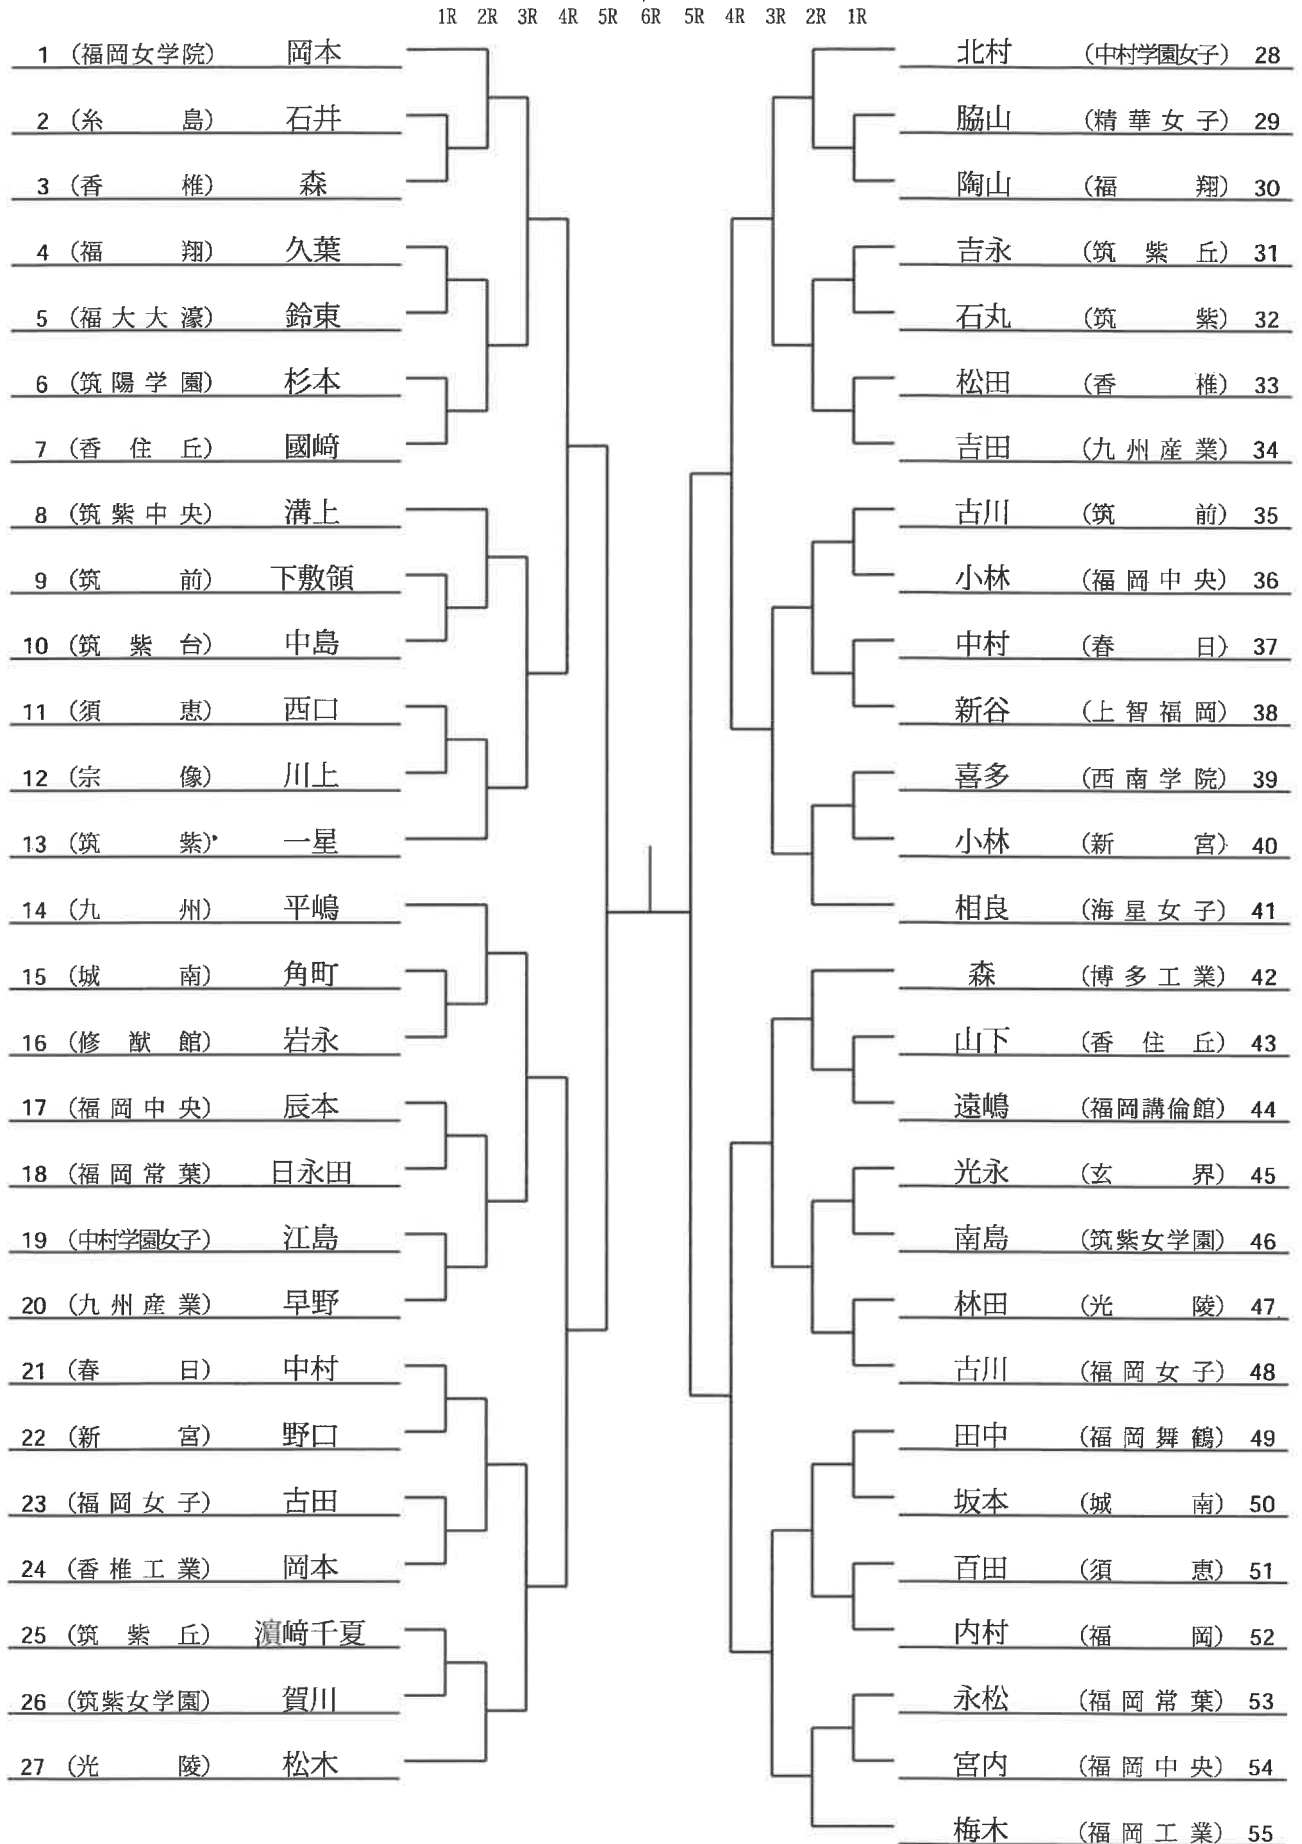 1R 2R 3R 4R 5R 6R 5R 4R 3R 2R 1R
1 (福岡女学院) 岡本
2 (糸島) 石井
3 (香椎) 森
4 (福翔) 久葉
5 (福大大濠) 鈴東
6 (筑陽学園) 杉本
7 (香住丘) 國﨑
8 (筑紫中央) 溝上
9 (筑前) 下敷領
10 (筑紫台) 中島
11 (須恵) 西口
12 (宗像) 川上
13 (筑紫) 一星
14 (九州) 平嶋
15 (城南) 角町
16 (修猷館) 岩永
17 (福岡中央) 辰本
18 (福岡常葉) 日永田
19 (中村学園女子) 江島
20 (九州産業) 早野
21 (春日) 中村
22 (新宮) 野口
23 (福岡女子) 古田
24 (香椎工業) 岡本
25 (筑紫丘) 濵﨑千夏
26 (筑紫女学園) 賀川
27 (光陵) 松木
北村 (中村学園女子) 28
脇山 (精華女子) 29
陶山 (福翔) 30
吉永 (筑紫丘) 31
石丸 (筑紫) 32
松田 (香椎) 33
吉田 (九州産業) 34
古川 (筑前) 35
小林 (福岡中央) 36
中村 (春日) 37
新谷 (上智福岡) 38
喜多 (西南学院) 39
小林 (新宮) 40
相良 (海星女子) 41
森 (博多工業) 42
山下 (香住丘) 43
遠嶋 (福岡講倫館) 44
光永 (玄界) 45
南島 (筑紫女学園) 46
林田 (光陵) 47
古川 (福岡女子) 48
田中 (福岡舞鶴) 49
坂本 (城南) 50
百田 (須恵) 51
内村 (福岡) 52
永松 (福岡常葉) 53
宮内 (福岡中央) 54
梅木 (福岡工業) 55